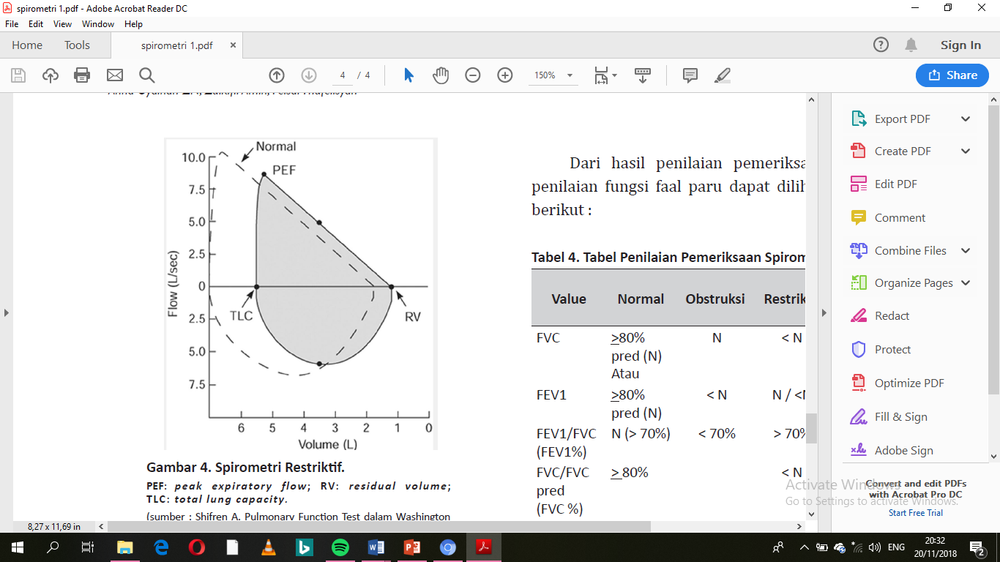 spirometri 1.pdf - Adobe Acrobat Reader DC
File Edit View Window Help
Home Tools spirometri 1.pdf × Sign In
4 / 4 150% Share
Normal
PEF
10.0
7.5
5.0
2.5
0
2.5
5.0
7.5
Flow (L/sec)
TLC RV
6 5 4 3 2 1 0
Volume (L)
Gambar 4. Spirometri Restriktif.
PEF: peak expiratory flow; RV: residual volume;
TLC: total lung capacity.
(sumber : Shifren A. Pulmonary Function Test dalam Washington
Dari hasil penilaian pemeriksa
penilaian fungsi faal paru dapat dilih
berikut :
Tabel 4. Tabel Penilaian Pemeriksaan Spirom
Value Normal Obstruksi Restrik
FVC >80% N < N
pred (N)
Atau
FEV1 >80% < N N / <N
pred (N)
FEV1/FVC N (> 70%) < 70% > 70%
(FEV1%)
FVC/FVC > 80% < N
pred
(FVC %)
Export PDF
Create PDF
Edit PDF
Comment
Combine Files
Organize Pages
Redact
Protect
Optimize PDF
Fill & Sign
Adobe Sign
Convert and edit PDFs
with Acrobat Pro DC
Start Free Trial
Activate Windows
Go to Settings to activate Windows.
8,27 x 11,69 in
ENG 20:32
20/11/2018 2